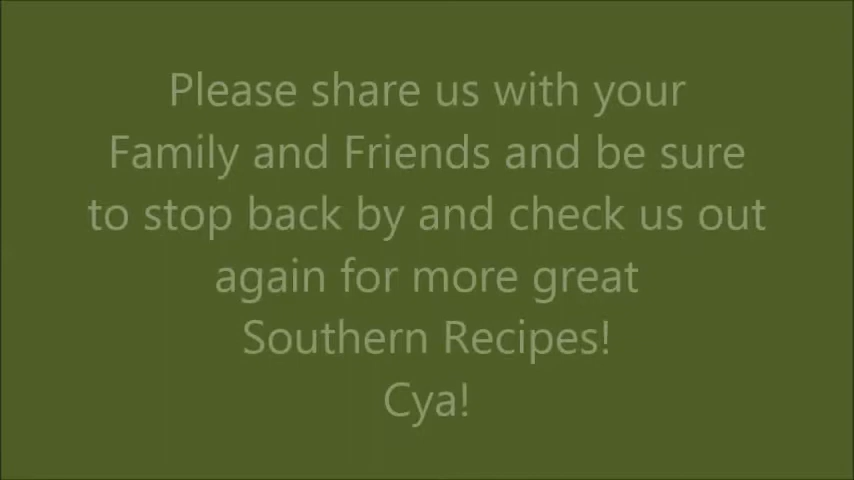 Please share us with your
Family and Friends and be sure
to stop back by and check us out
again for more great
Southern Recipes!
Cya!